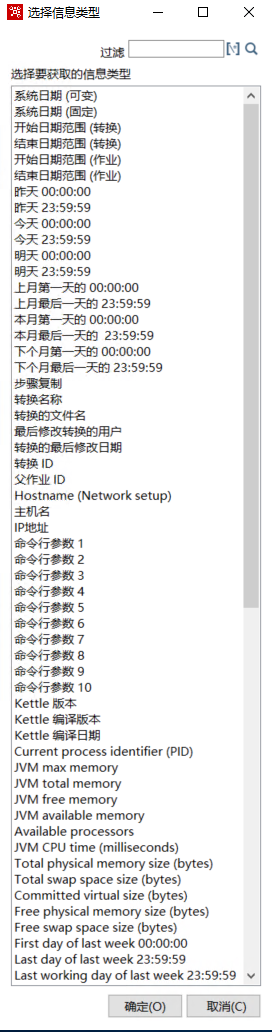 选择信息类型
过滤
选择要获取的信息类型
系统日期 (可变)
系统日期 (固定)
开始日期范围 (转换)
结束日期范围 (转换)
开始日期范围 (作业)
结束日期范围 (作业)
昨天 00:00:00
昨天 23:59:59
今天 00:00:00
今天 23:59:59
明天 00:00:00
明天 23:59:59
上月第一天的 00:00:00
上月最后一天的 23:59:59
本月第一天的 00:00:00
本月最后一天的  23:59:59
下个月第一天的 00:00:00
下个月最后一天的 23:59:59
步骤复制
转换名称
转换的文件名
最后修改转换的用户
转换的最后修改日期
转换 ID
父作业 ID
Hostname (Network setup)
主机名
IP地址
命令行参数 1
命令行参数 2
命令行参数 3
命令行参数 4
命令行参数 5
命令行参数 6
命令行参数 7
命令行参数 8
命令行参数 9
命令行参数 10
Kettle 版本
Kettle 编译版本
Kettle 编译日期
Current process identifier (PID)
JVM max memory
JVM total memory
JVM free memory
JVM available memory
Available processors
JVM CPU time (milliseconds)
Total physical memory size (bytes)
Total swap space size (bytes)
Committed virtual size (bytes)
Free physical memory size (bytes)
Free swap space size (bytes)
First day of last week 00:00:00
Last day of last week 23:59:59
Last working day of last week 23:59:59
确定(O) 取消(C)